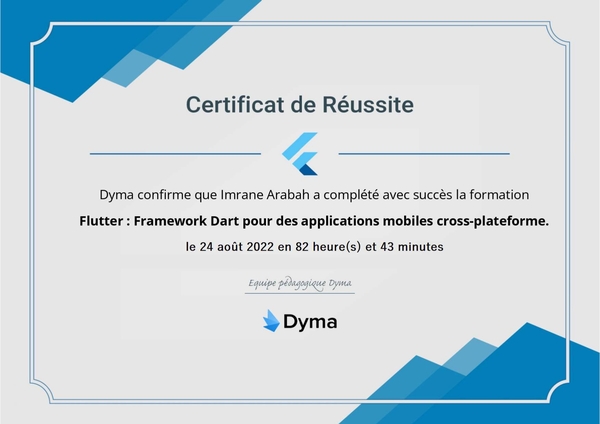 Certificat de Réussite
Dyma confirme que Imrane Arabah a complété avec succès la formation
Flutter : Framework Dart pour des applications mobiles cross-plateforme.
le 24 août 2022 en 82 heure(s) et 43 minutes
Equipe pédagogique Dyma
Dyma